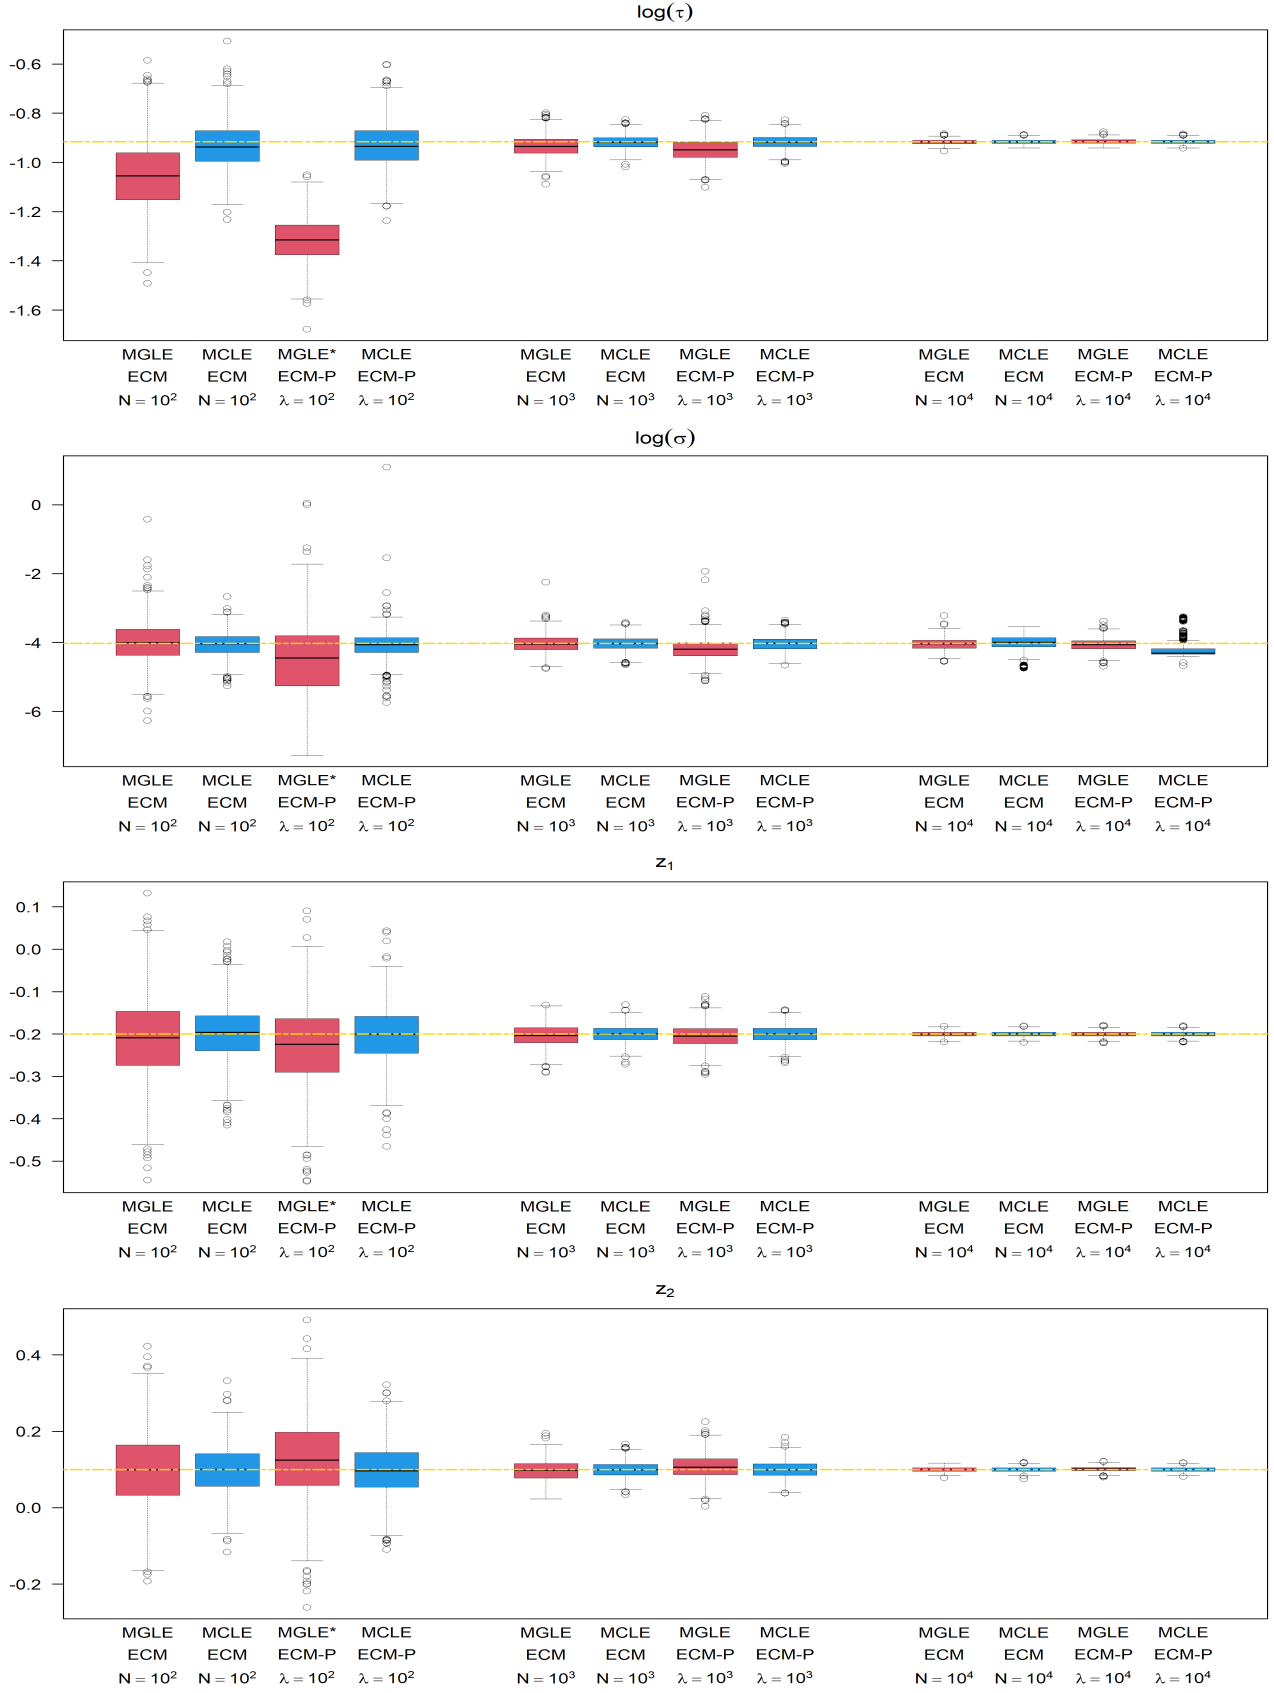 log(τ)
-0.6
-0.8
-1.0
-1.2
-1.4
-1.6
MGLE MCLE MGLE* MCLE MGLE MCLE MGLE MCLE MGLE MCLE MGLE MCLE
ECM ECM ECM-P ECM-P ECM ECM ECM-P ECM-P ECM ECM ECM-P ECM-P
N = 10² N = 10² λ = 10² λ = 10² N = 10³ N = 10³ λ = 10³ λ = 10³ N = 10⁴ N = 10⁴ λ = 10⁴ λ = 10⁴
log(σ)
0
-2
-4
-6
MGLE MCLE MGLE* MCLE MGLE MCLE MGLE MCLE MGLE MCLE MGLE MCLE
ECM ECM ECM-P ECM-P ECM ECM ECM-P ECM-P ECM ECM ECM-P ECM-P
N = 10² N = 10² λ = 10² λ = 10² N = 10³ N = 10³ λ = 10³ λ = 10³ N = 10⁴ N = 10⁴ λ = 10⁴ λ = 10⁴
z₁
0.1
0.0
-0.1
-0.2
-0.3
-0.4
-0.5
MGLE MCLE MGLE* MCLE MGLE MCLE MGLE MCLE MGLE MCLE MGLE MCLE
ECM ECM ECM-P ECM-P ECM ECM ECM-P ECM-P ECM ECM ECM-P ECM-P
N = 10² N = 10² λ = 10² λ = 10² N = 10³ N = 10³ λ = 10³ λ = 10³ N = 10⁴ N = 10⁴ λ = 10⁴ λ = 10⁴
z₂
0.4
0.2
0.0
-0.2
MGLE MCLE MGLE* MCLE MGLE MCLE MGLE MCLE MGLE MCLE MGLE MCLE
ECM ECM ECM-P ECM-P ECM ECM ECM-P ECM-P ECM ECM ECM-P ECM-P
N = 10² N = 10² λ = 10² λ = 10² N = 10³ N = 10³ λ = 10³ λ = 10³ N = 10⁴ N = 10⁴ λ = 10⁴ λ = 10⁴